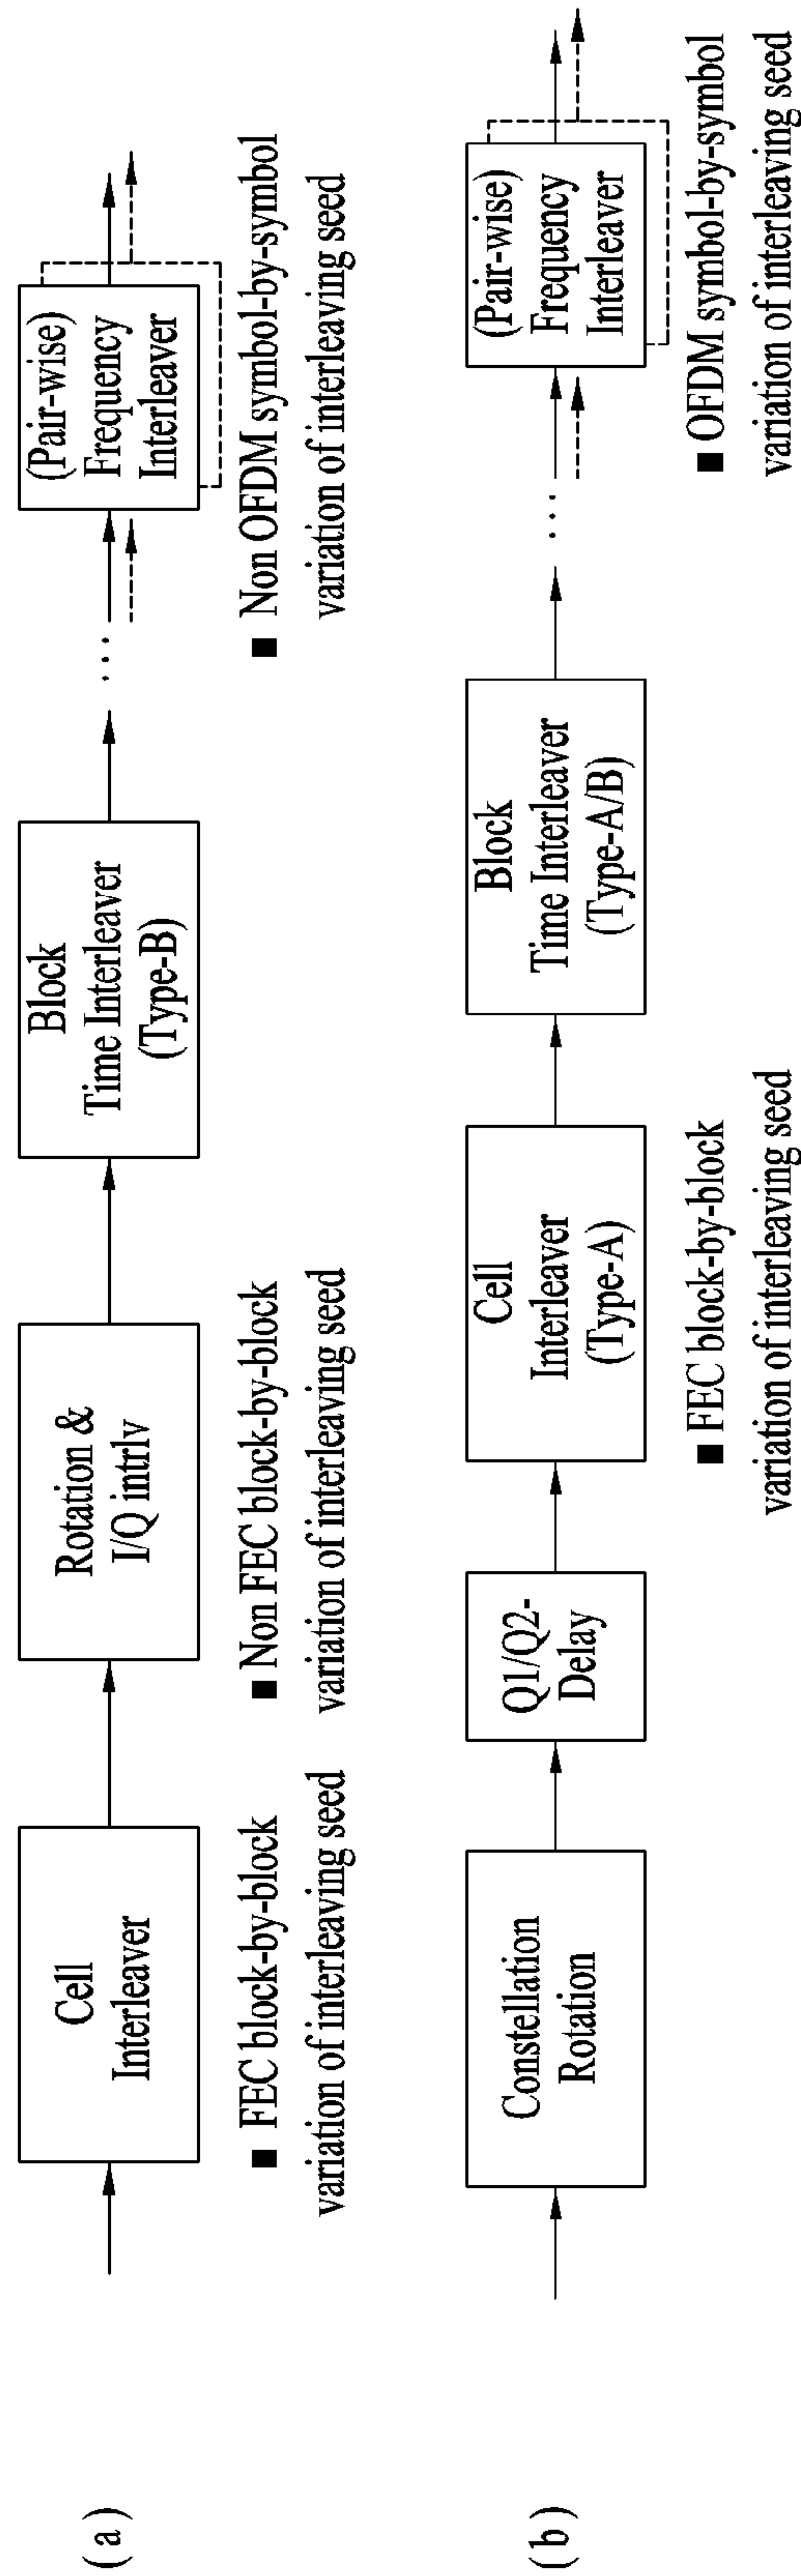 (a)
Cell
Interleaver
■ FEC block-by-block
variation of interleaving seed
Rotation &
I/Q intrlv
■ Non FEC block-by-block
variation of interleaving seed
Block
Time Interleaver
(Type-B)
...
(Pair-wise)
Frequency
Interleaver
■ Non OFDM symbol-by-symbol
variation of interleaving seed
(b)
Constellation
Rotation
Q1/Q2-
Delay
Cell
Interleaver
(Type-A)
■ FEC block-by-block
variation of interleaving seed
Block
Time Interleaver
(Type-A/B)
...
(Pair-wise)
Frequency
Interleaver
■ OFDM symbol-by-symbol
variation of interleaving seed